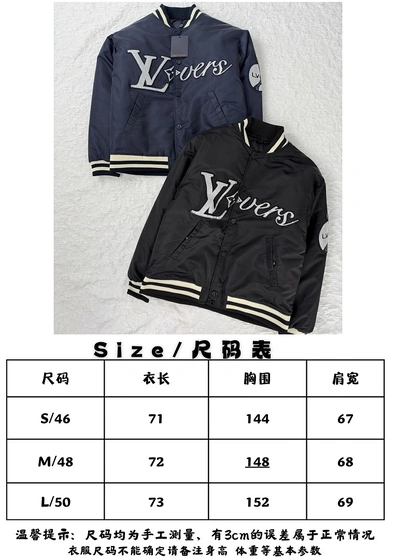 LVovers
LV
LVovers
LV
Size/尺码表
尺码 衣长 胸围 肩宽
S/46 71 144 67
M/48 72 148 68
L/50 73 152 69
温馨提示：尺码均为手工测量、有3cm的误差属于正常情况
衣服尺码不能确定请备注身高 体重等基本参数